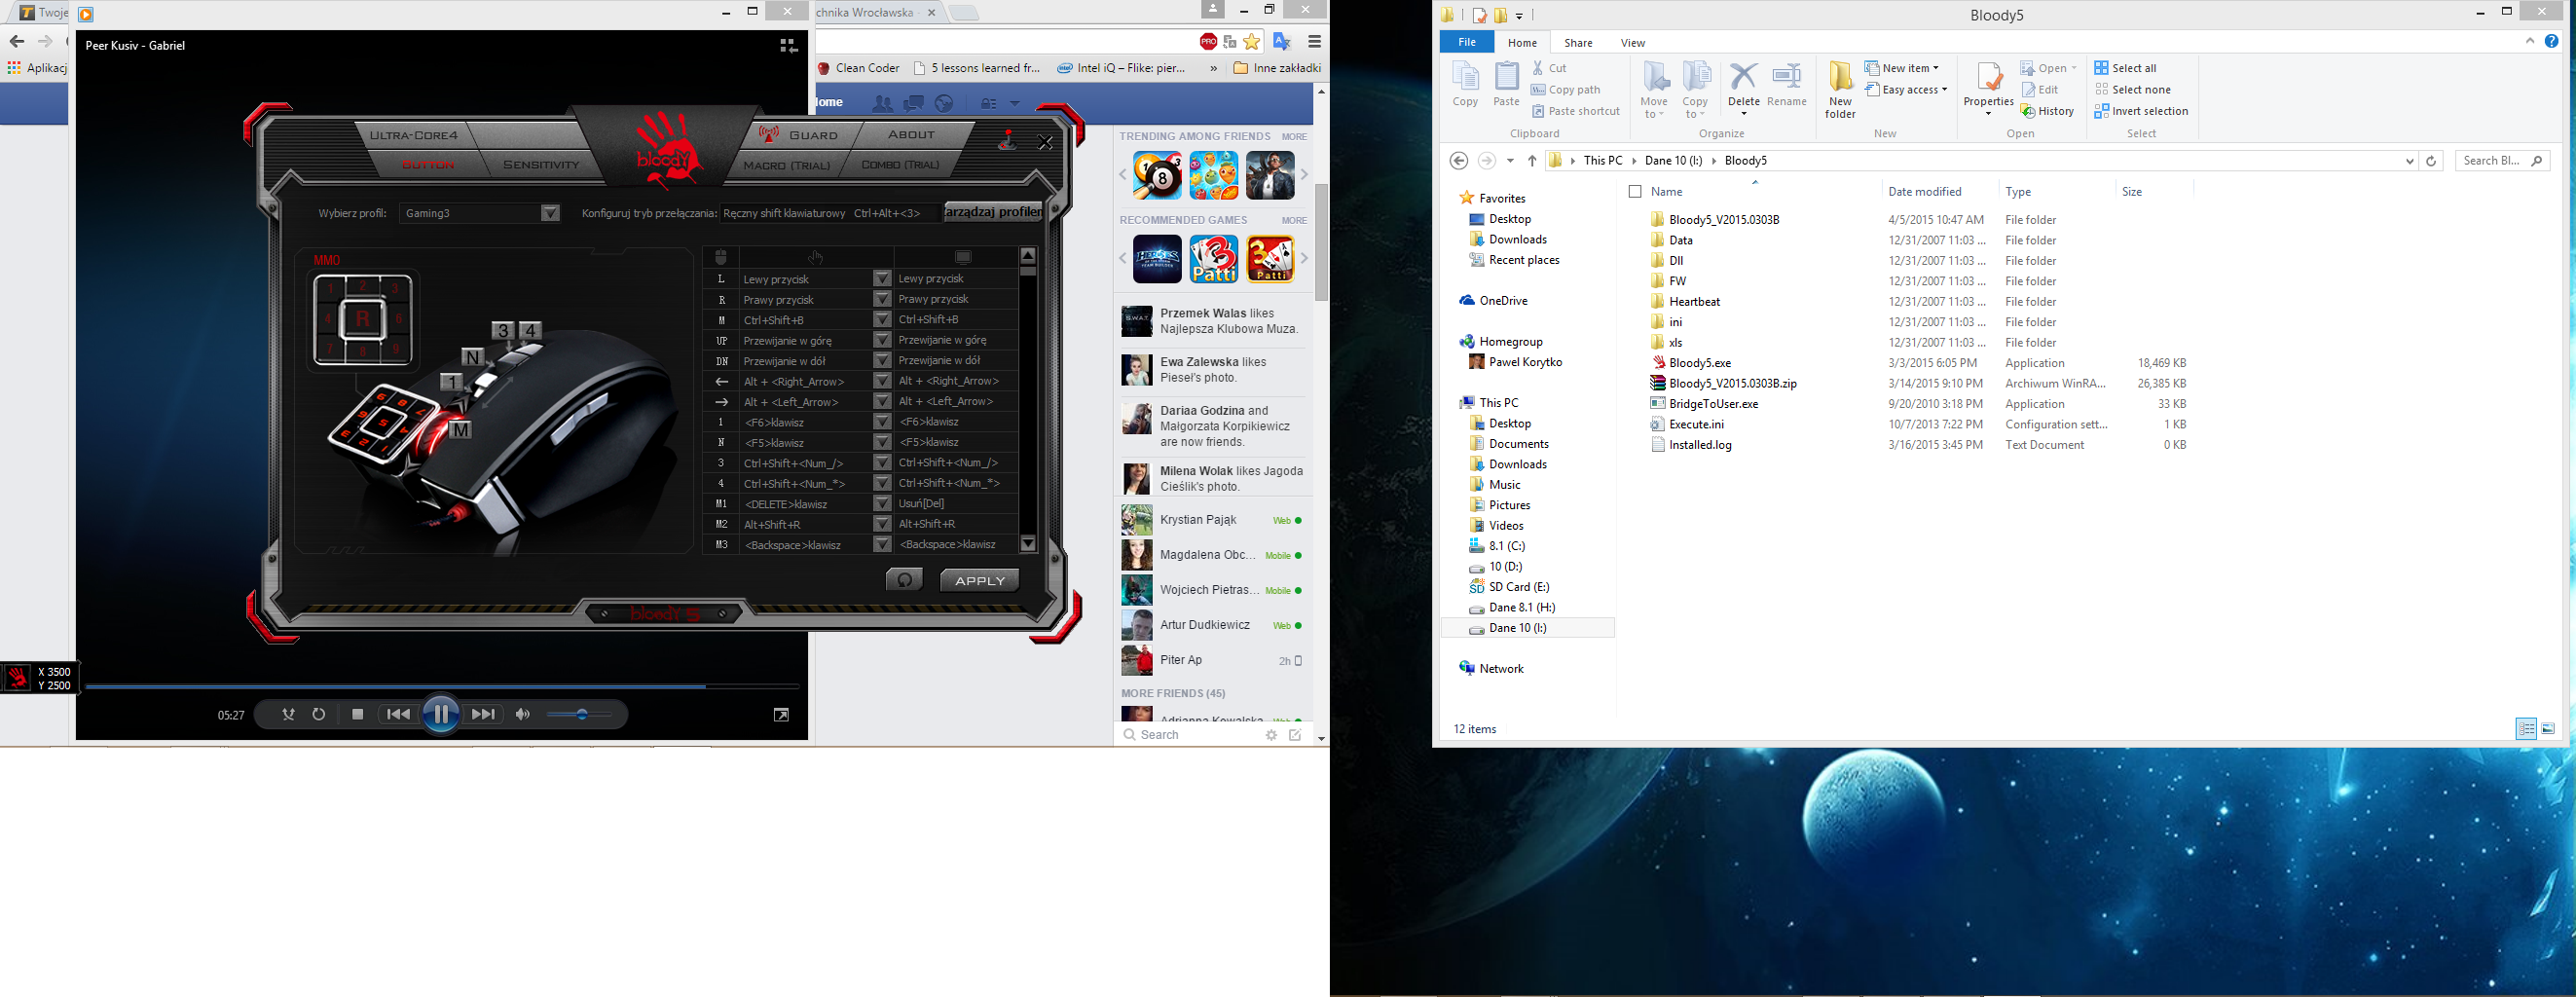 Twoje
chnika Wrocławska
PRO
Aplikacj
Clean Coder
5 lessons learned fr...
Intel iQ – Flike: pier...
»
Inne zakładki
Peer Kusiv - Gabriel
TRENDING AMONG FRIENDS MORE
RECOMMENDED GAMES MORE
Przemek Walas likes
Najlepsza Klubowa Muza.
Ewa Zalewska likes
Piesel's photo.
Dariaa Godzina and
Małgorzata Korpikiewicz
are now friends.
Milena Wolak likes Jagoda
Cieślik's photo.
Krystian Pająk Web
Magdalena Obc... Mobile
Wojciech Pietras... Mobile
Artur Dudkiewicz Web
Piter Ap 2h
MORE FRIENDS (45)
Adrianna Kowalska Web
Search
ULTRA-CORE4
BUTTON
SENSITIVITY
bloody
GUARD
ABOUT
MACRO (TRIAL)
COMBO (TRIAL)
Wybierz profil: Gaming3
Konfiguruj tryb przełączania: Ręczny shift klawiaturowy Ctrl+Alt+<3>
arządzaj profilem
MMO
1 2 3
4 R 6
7 8 9
3 4
N
1
M
L Lewy przycisk Lewy przycisk
R Prawy przycisk Prawy przycisk
M Ctrl+Shift+B Ctrl+Shift+B
UP Przewijanie w górę Przewijanie w górę
DN Przewijanie w dół Przewijanie w dół
← Alt + <Right_Arrow> Alt + <Right_Arrow>
→ Alt + <Left_Arrow> Alt + <Left_Arrow>
1 <F6>klawisz <F6>klawisz
N <F5>klawisz <F5>klawisz
3 Ctrl+Shift+<Num_/> Ctrl+Shift+<Num_/>
4 Ctrl+Shift+<Num_*> Ctrl+Shift+<Num_*>
M1 <DELETE>klawisz Usuń[Del]
M2 Alt+Shift+R Alt+Shift+R
M3 <Backspace>klawisz <Backspace>klawisz
APPLY
bloody 5
X 3500
Y 2500
05:27
Bloody5
File Home Share View
Copy
Paste
Cut
Copy path
Paste shortcut
Clipboard
Move to
Copy to
Delete
Rename
Organize
New folder
New item
Easy access
New
Properties
Open
Edit
History
Open
Select all
Select none
Invert selection
Select
This PC Dane 10 (I:) Bloody5
Search Bl...
Favorites
Desktop
Downloads
Recent places
OneDrive
Homegroup
Pawel Korytko
This PC
Desktop
Documents
Downloads
Music
Pictures
Videos
8.1 (C:)
10 (D:)
SD Card (E:)
Dane 8.1 (H:)
Dane 10 (I:)
Network
Name Date modified Type Size
Bloody5_V2015.0303B 4/5/2015 10:47 AM File folder
Data 12/31/2007 11:03 ... File folder
Dll 12/31/2007 11:03 ... File folder
FW 12/31/2007 11:03 ... File folder
Heartbeat 12/31/2007 11:03 ... File folder
ini 12/31/2007 11:03 ... File folder
xls 12/31/2007 11:03 ... File folder
Bloody5.exe 3/3/2015 6:05 PM Application 18,469 KB
Bloody5_V2015.0303B.zip 3/14/2015 9:10 PM Archiwum WinRA... 26,385 KB
BridgeToUser.exe 9/20/2010 3:18 PM Application 33 KB
Execute.ini 10/7/2013 7:22 PM Configuration sett... 1 KB
Installed.log 3/16/2015 3:45 PM Text Document 0 KB
12 items